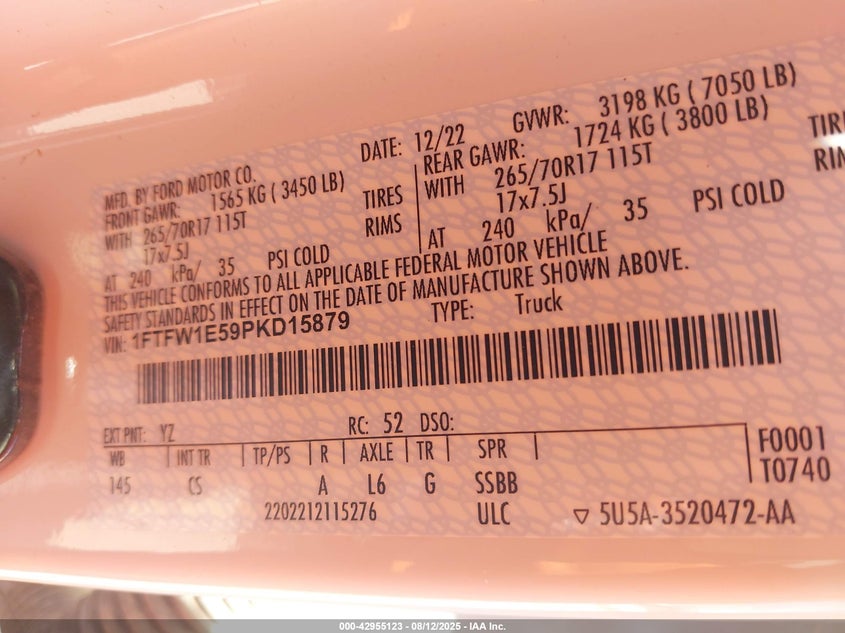 MFD. BY FORD MOTOR CO.
DATE: 12/22
GVWR: 3198 KG ( 7050 LB)
FRONT GAWR: 1565 KG ( 3450 LB)
REAR GAWR: 1724 KG ( 3800 LB)
WITH 265/70R17 115T TIRES
WITH 265/70R17 115T TIRE
17x7.5J RIMS
17x7.5J RIM
AT 240 kPa/ 35 PSI COLD
AT 240 kPa/ 35 PSI COLD
THIS VEHICLE CONFORMS TO ALL APPLICABLE FEDERAL MOTOR VEHICLE
SAFETY STANDARDS IN EFFECT ON THE DATE OF MANUFACTURE SHOWN ABOVE.
VIN: 1FTFW1E59PKD15879
TYPE: Truck
EXT PNT: YZ RC: 52 DSO:
WB INT TR TP/PS R AXLE TR SPR
F0001
145 CS A L6 G SSBB
T0740
2202212115276 ULC ▽ 5U5A-3520472-AA
000-42955123 - 08/12/2025 - IAA Inc.